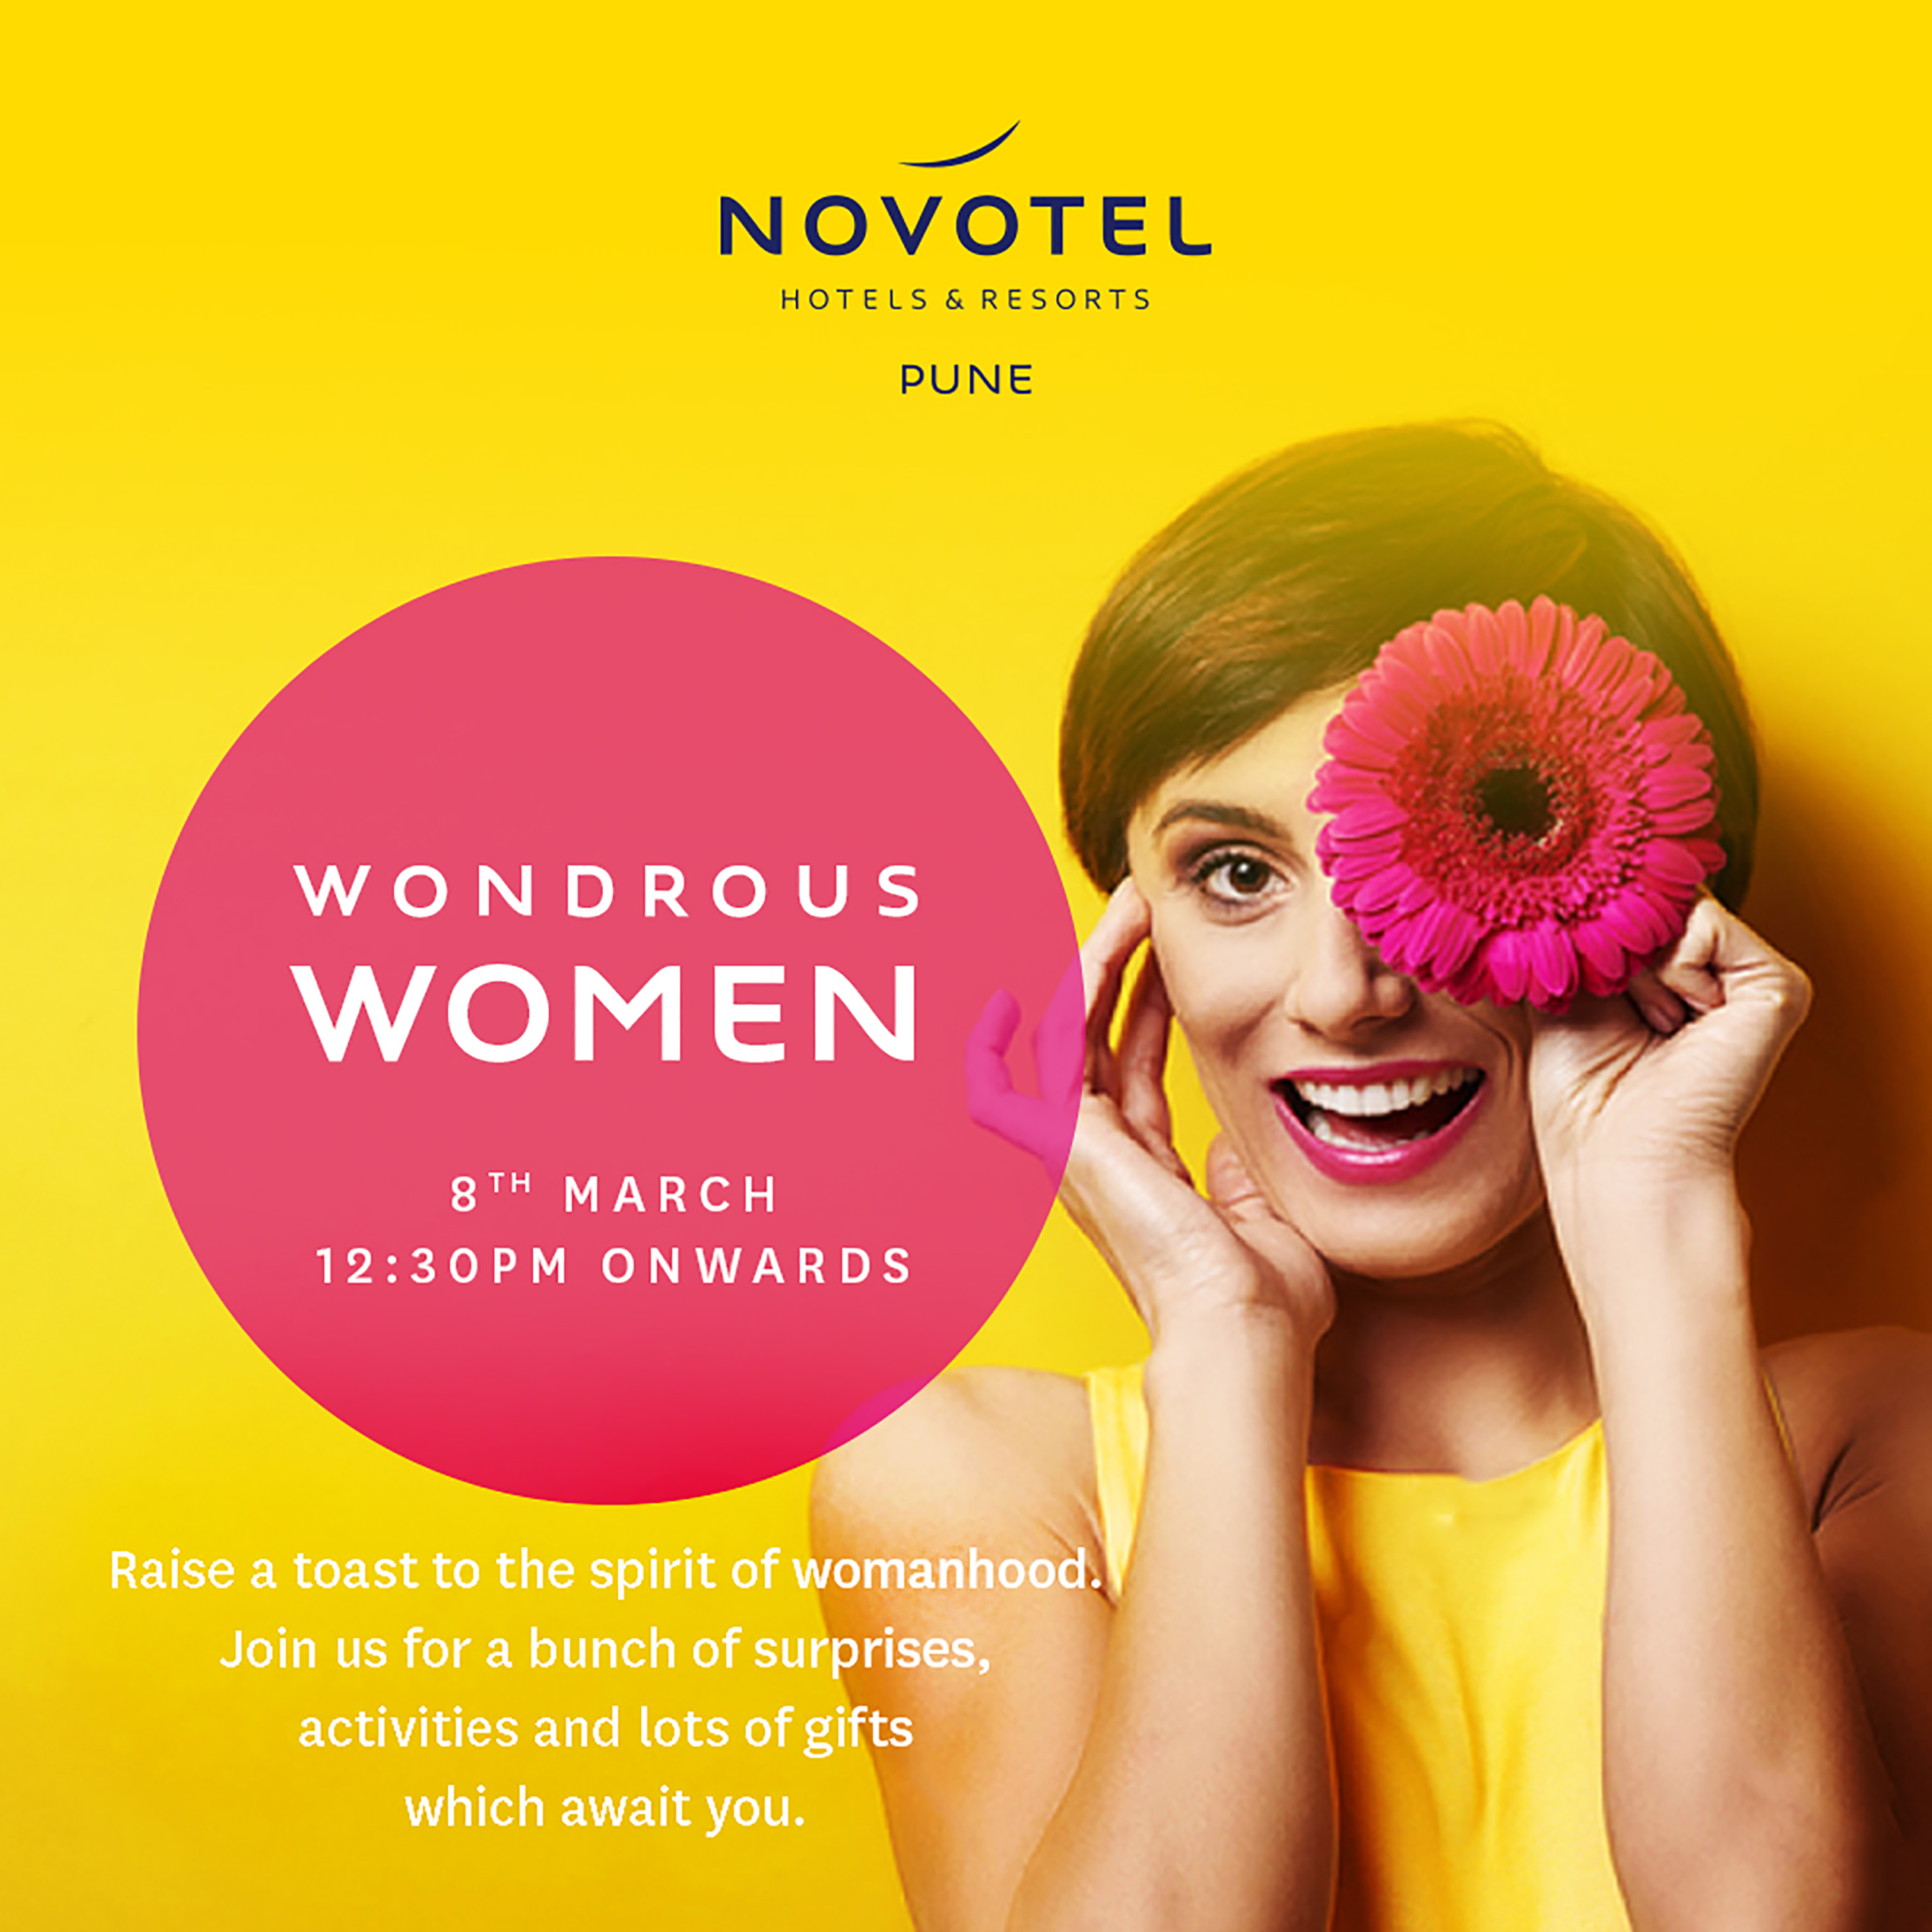 NOVOTEL
HOTELS & RESORTS
PUNE
WONDROUS
WOMEN
8TH MARCH
12:30PM ONWARDS
Raise a toast to the spirit of womanhood.
Join us for a bunch of surprises,
activities and lots of gifts
which await you.